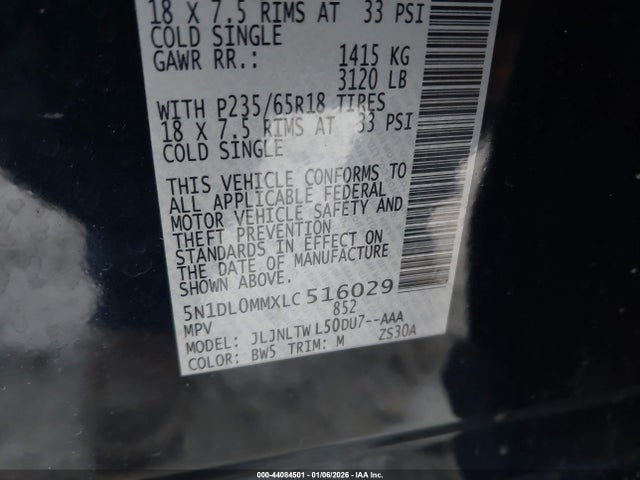 18 X 7.5 RIMS AT 33 PSI
COLD SINGLE
GAWR RR.: 1415 KG
3120 LB
WITH P235/65R18 TIRES
18 X 7.5 RIMS AT 33 PSI
COLD SINGLE
THIS VEHICLE CONFORMS TO
ALL APPLICABLE FEDERAL
MOTOR VEHICLE SAFETY AND
THEFT PREVENTION
STANDARDS IN EFFECT ON
THE DATE OF MANUFACTURE
SHOWN ABOVE.
5N1DL0MMXLC516029
MPV 852
MODEL: JLJNLTWL50DU7--AAA
COLOR: BW5 TRIM: M ZS30A
000-44084501 - 01/06/2026 - IAA Inc.